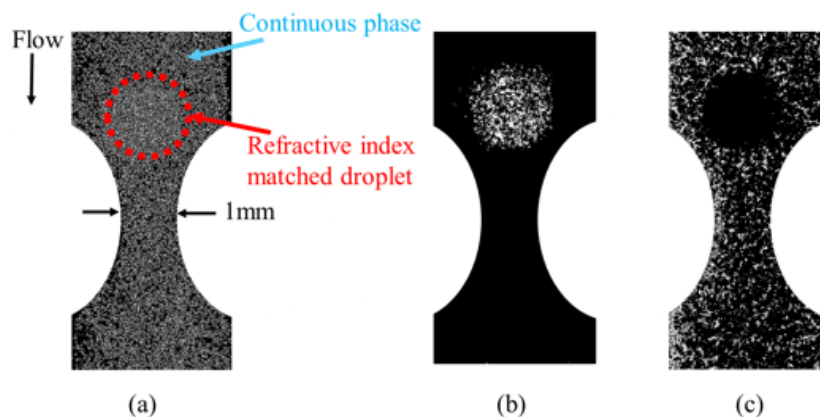 Continuous phase
Flow
Refractive index
matched droplet
1mm
(a)
(b)
(c)